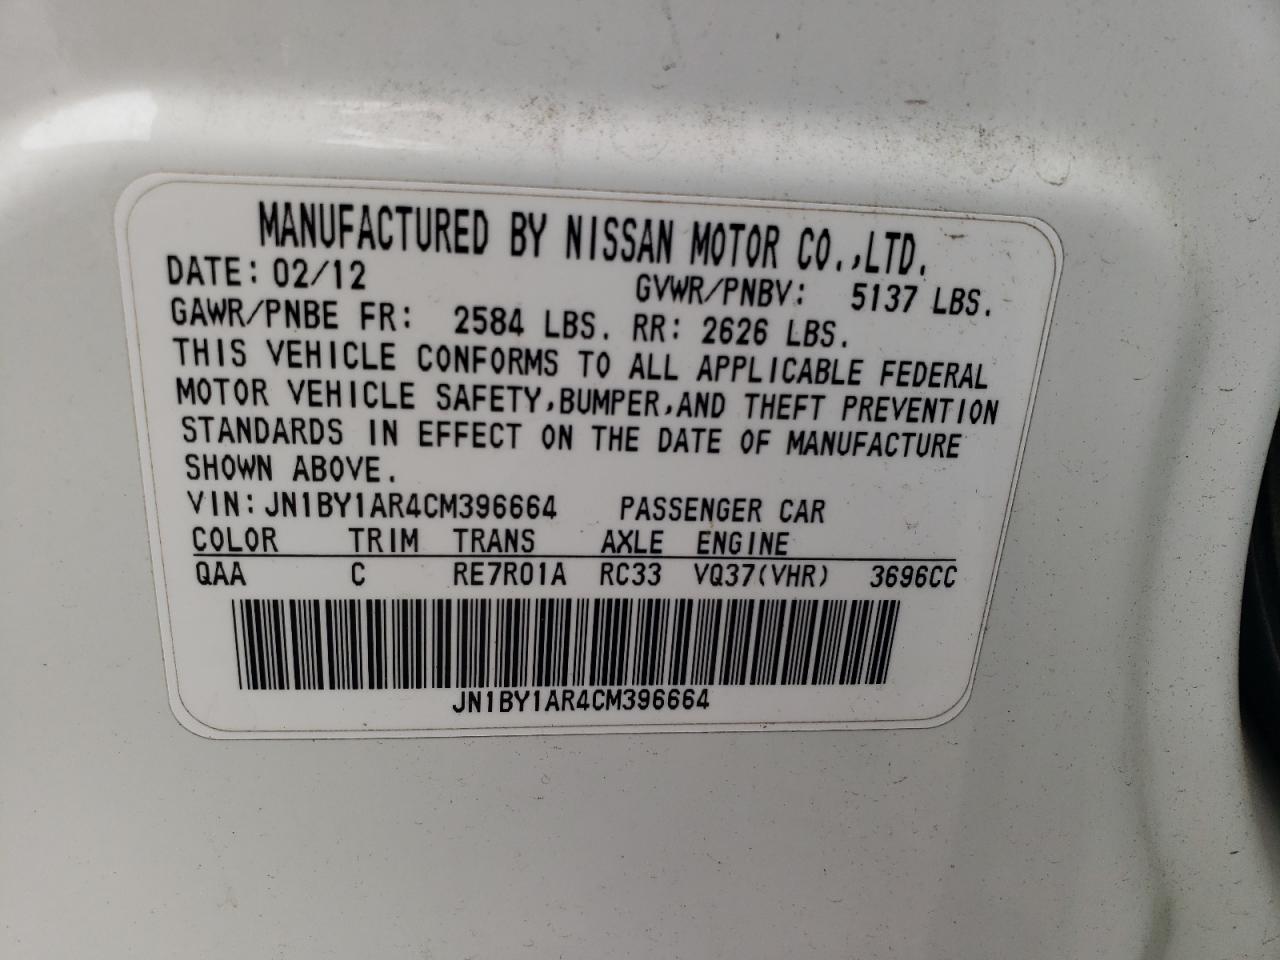 MANUFACTURED BY NISSAN MOTOR CO.,LTD.
DATE: 02/12 GVWR/PNBV: 5137 LBS.
GAWR/PNBE FR: 2584 LBS. RR: 2626 LBS.
THIS VEHICLE CONFORMS TO ALL APPLICABLE FEDERAL
MOTOR VEHICLE SAFETY,BUMPER,AND THEFT PREVENTION
STANDARDS IN EFFECT ON THE DATE OF MANUFACTURE
SHOWN ABOVE.
VIN:JN1BY1AR4CM396664 PASSENGER CAR
COLOR TRIM TRANS AXLE ENGINE
QAA C RE7R01A RC33 VQ37(VHR) 3696CC
JN1BY1AR4CM396664